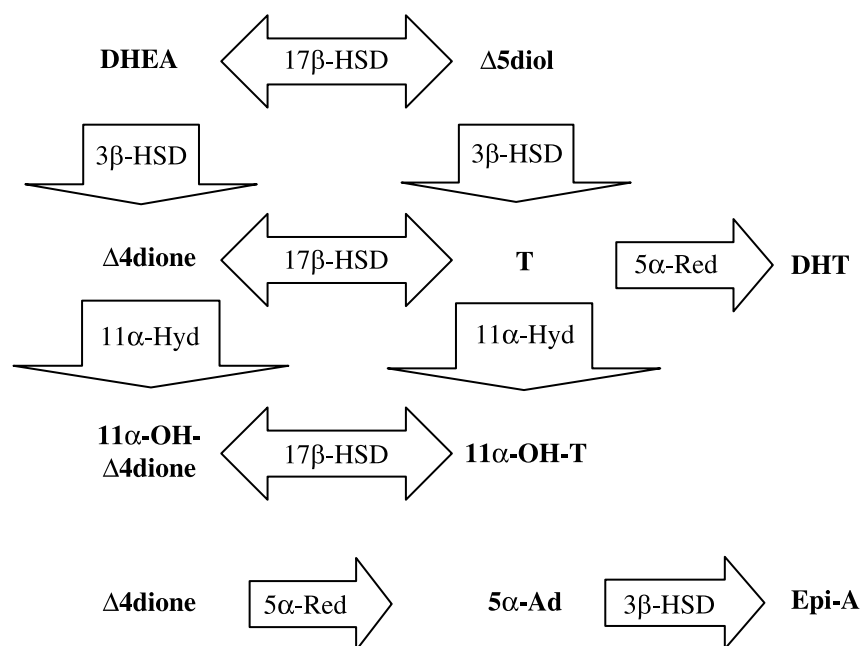 DHEA 17β-HSD Δ5diol
3β-HSD 3β-HSD
Δ4dione 17β-HSD T 5α-Red DHT
11α-Hyd 11α-Hyd
11α-OH-
Δ4dione 17β-HSD 11α-OH-T
Δ4dione 5α-Red 5α-Ad 3β-HSD Epi-A